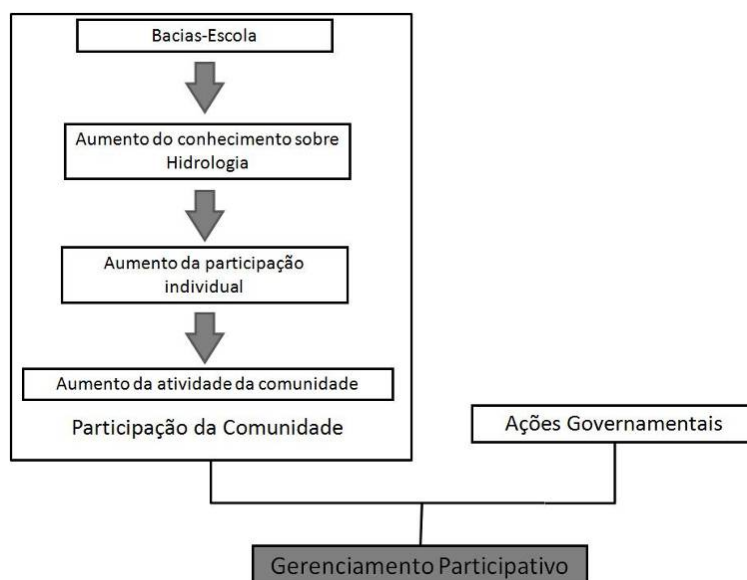 Bacias-Escola
Aumento do conhecimento sobre
Hidrologia
Aumento da participação
individual
Aumento da atividade da comunidade
Participação da Comunidade
Ações Governamentais
Gerenciamento Participativo